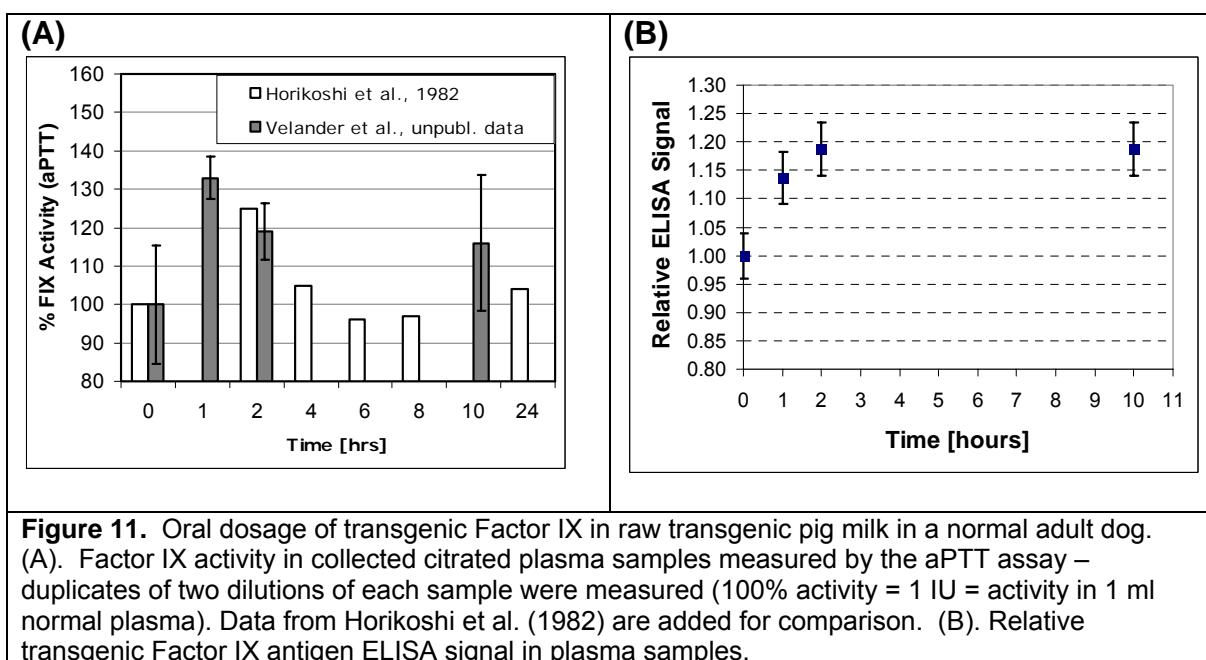 (A)
160
150
140
130
120
110
100
90
80
% FIX Activity (aPTT)
Horikoshi et al., 1982
Velander et al., unpubl. data
0 1 2 4 6 8 10 24
Time [hrs]
(B)
1.30
1.25
1.20
1.15
1.10
1.05
1.00
0.95
0.90
0.85
0.80
Relative ELISA Signal
0 1 2 3 4 5 6 7 8 9 10 11
Time [hours]
Figure 11. Oral dosage of transgenic Factor IX in raw transgenic pig milk in a normal adult dog.
(A). Factor IX activity in collected citrated plasma samples measured by the aPTT assay –
duplicates of two dilutions of each sample were measured (100% activity = 1 IU = activity in 1 ml
normal plasma). Data from Horikoshi et al. (1982) are added for comparison. (B). Relative
transgenic Factor IX antigen ELISA signal in plasma samples.